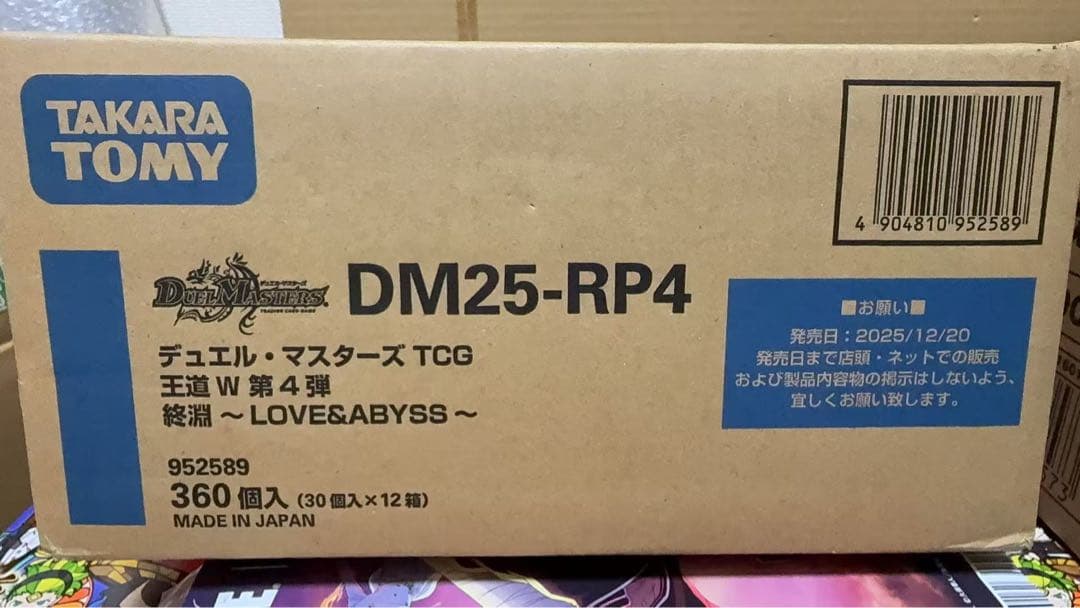 TAKARA
TOMY
4 904810 952589
DUEL MASTERS
DM25-RP4
デュエル・マスターズ TCG
王道 W 第4弾
終淵 ～LOVE&ABYSS～
952589
360個入（30個入×12箱）
MADE IN JAPAN
■お願い■
発売日：2025/12/20
発売日まで店頭・ネットでの販売
および製品内容物の掲示はしないよう、
宜しくお願い致します。